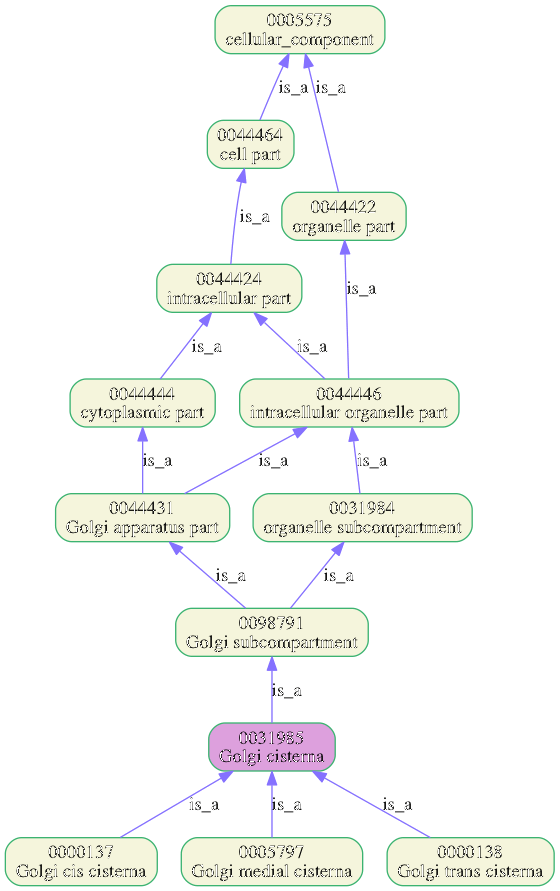 0005575
cellular_component
is_a
is_a
0044464
cell part
0044422
organelle part
is_a
0044424
intracellular part
is_a
is_a
is_a
0044444
cytoplasmic part
0044446
intracellular organelle part
is_a
is_a
is_a
0044431
Golgi apparatus part
0031984
organelle subcompartment
is_a
is_a
0098791
Golgi subcompartment
is_a
0031985
Golgi cisterna
is_a
is_a
is_a
0000137
Golgi cis cisterna
0005797
Golgi medial cisterna
0000138
Golgi trans cisterna